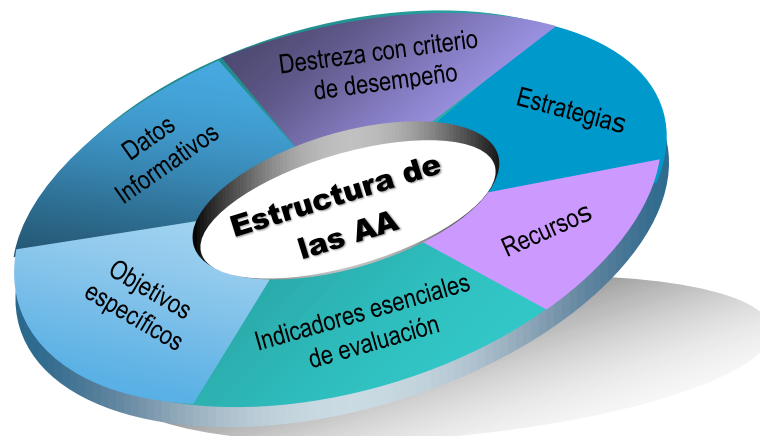 Estructura de
las AA
Destreza con criterio
de desempeño
Estrategias
Recursos
Indicadores esenciales
de evaluación
Objetivos
específicos
Datos
Informativos